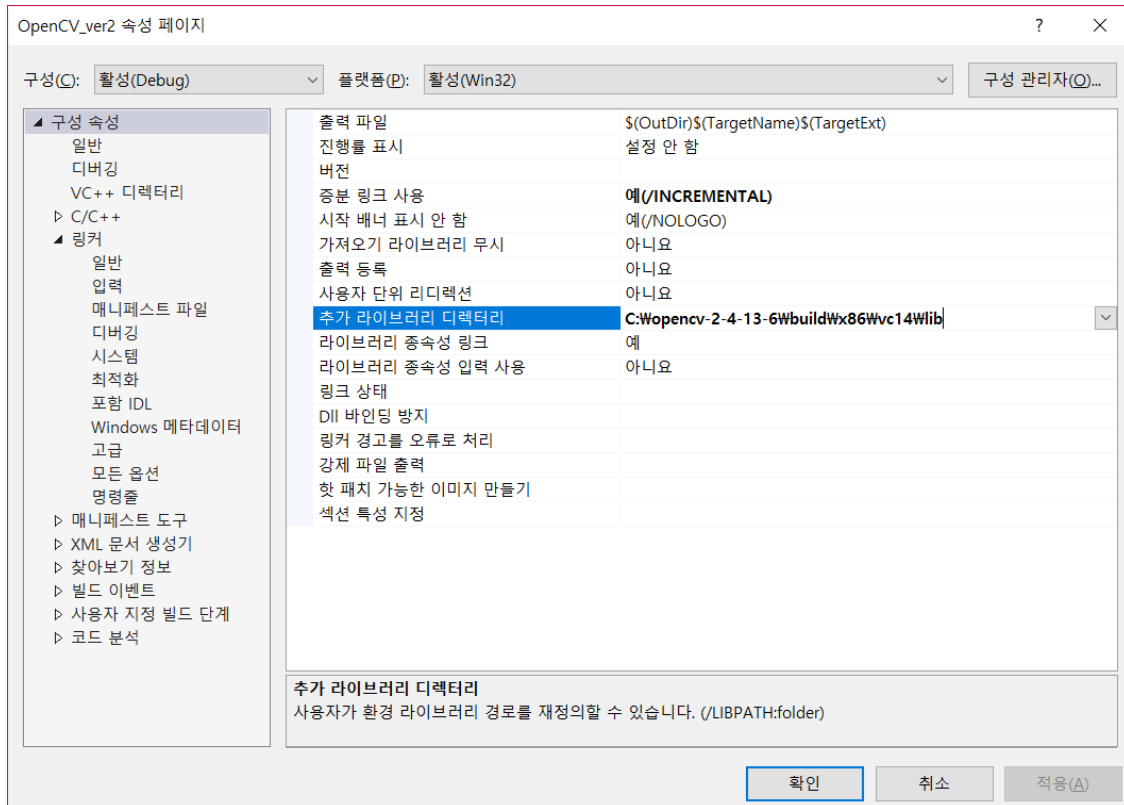 OpenCV_ver2 속성 페이지
?
구성(C): 활성(Debug) 플랫폼(P): 활성(Win32) 구성 관리자(O)...
구성 속성
일반
디버깅
VC++ 디렉터리
C/C++
링커
일반
입력
매니페스트 파일
디버깅
시스템
최적화
포함 IDL
Windows 메타데이터
고급
모든 옵션
명령줄
매니페스트 도구
XML 문서 생성기
찾아보기 정보
빌드 이벤트
사용자 지정 빌드 단계
코드 분석
출력 파일 $(OutDir)$(TargetName)$(TargetExt)
진행률 표시 설정 안 함
버전
증분 링크 사용 예(/INCREMENTAL)
시작 배너 표시 안 함 예(/NOLOGO)
가져오기 라이브러리 무시 아니요
출력 등록 아니요
사용자 단위 리디렉션 아니요
추가 라이브러리 디렉터리 C:₩opencv-2-4-13-6₩build₩x86₩vc14₩lib
라이브러리 종속성 링크 예
라이브러리 종속성 입력 사용 아니요
링크 상태
Dll 바인딩 방지
링커 경고를 오류로 처리
강제 파일 출력
핫 패치 가능한 이미지 만들기
섹션 특성 지정
추가 라이브러리 디렉터리
사용자가 환경 라이브러리 경로를 재정의할 수 있습니다. (/LIBPATH:folder)
확인 취소 적용(A)